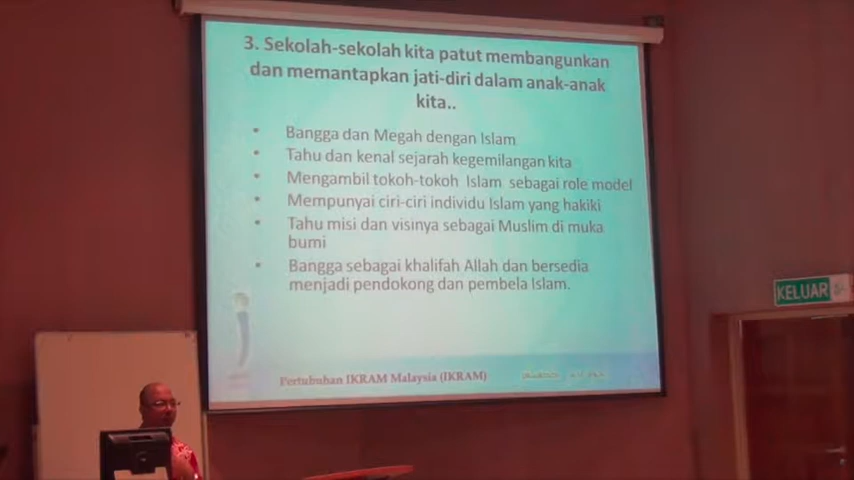 3. Sekolah-sekolah kita patut membangunkan
dan memantapkan jati-diri dalam anak-anak
kita..
• Bangga dan Megah dengan Islam
• Tahu dan kenal sejarah kegemilangan kita
• Mengambil tokoh-tokoh Islam sebagai role model
• Mempunyai ciri-ciri individu Islam yang hakiki
• Tahu misi dan visinya sebagai Muslim di muka
bumi
• Bangga sebagai khalifah Allah dan bersedia
menjadi pendokong dan pembela Islam.
Pertubuhan IKRAM Malaysia (IKRAM)
KELUAR